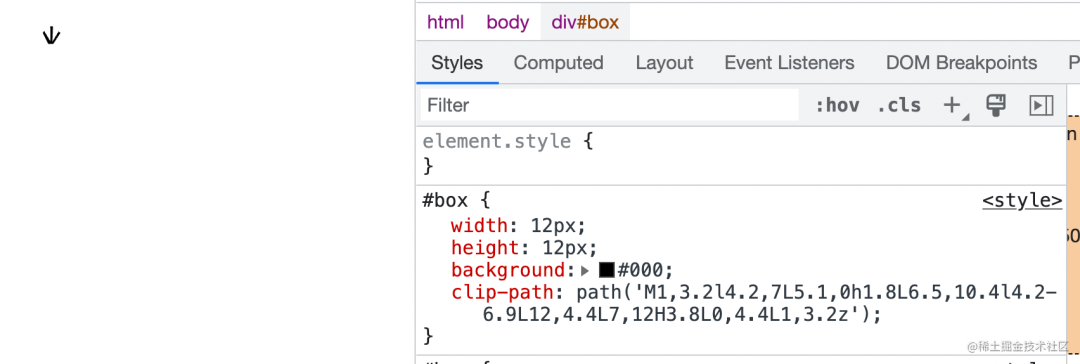 html body div#box
Styles Computed Layout Event Listeners DOM Breakpoints P
Filter :hov .cls
element.style {
}
#box { <style>
width: 12px;
height: 12px;
background: #000;
clip-path: path('M1,3.2l4.2,7L5.1,0h1.8L6.5,10.4l4.2-
6.9L12,4.4L7,12H3.8L0,4.4L1,3.2z');
}
@稀土掘金技术社区